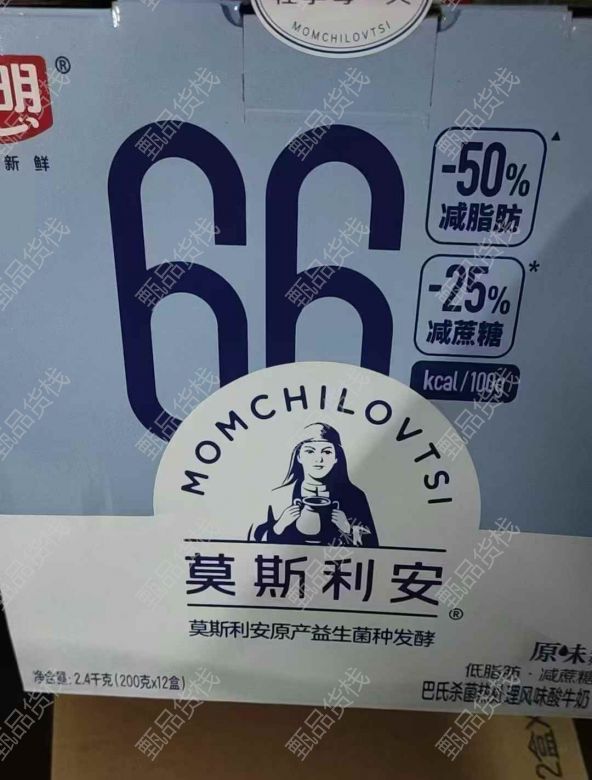 MOMCHILOVTSI
明®
新鲜
66
-50%▲
减脂肪
-25%*
减蔗糖
kcal/100g
MOMCHILOVTSI
莫斯利安®
莫斯利安原产益生菌种发酵
净含量:2.4千克(200克x12盒)
原味
低脂肪·减蔗糖
巴氏杀菌热处理风味酸牛奶
2盒
甄品货栈